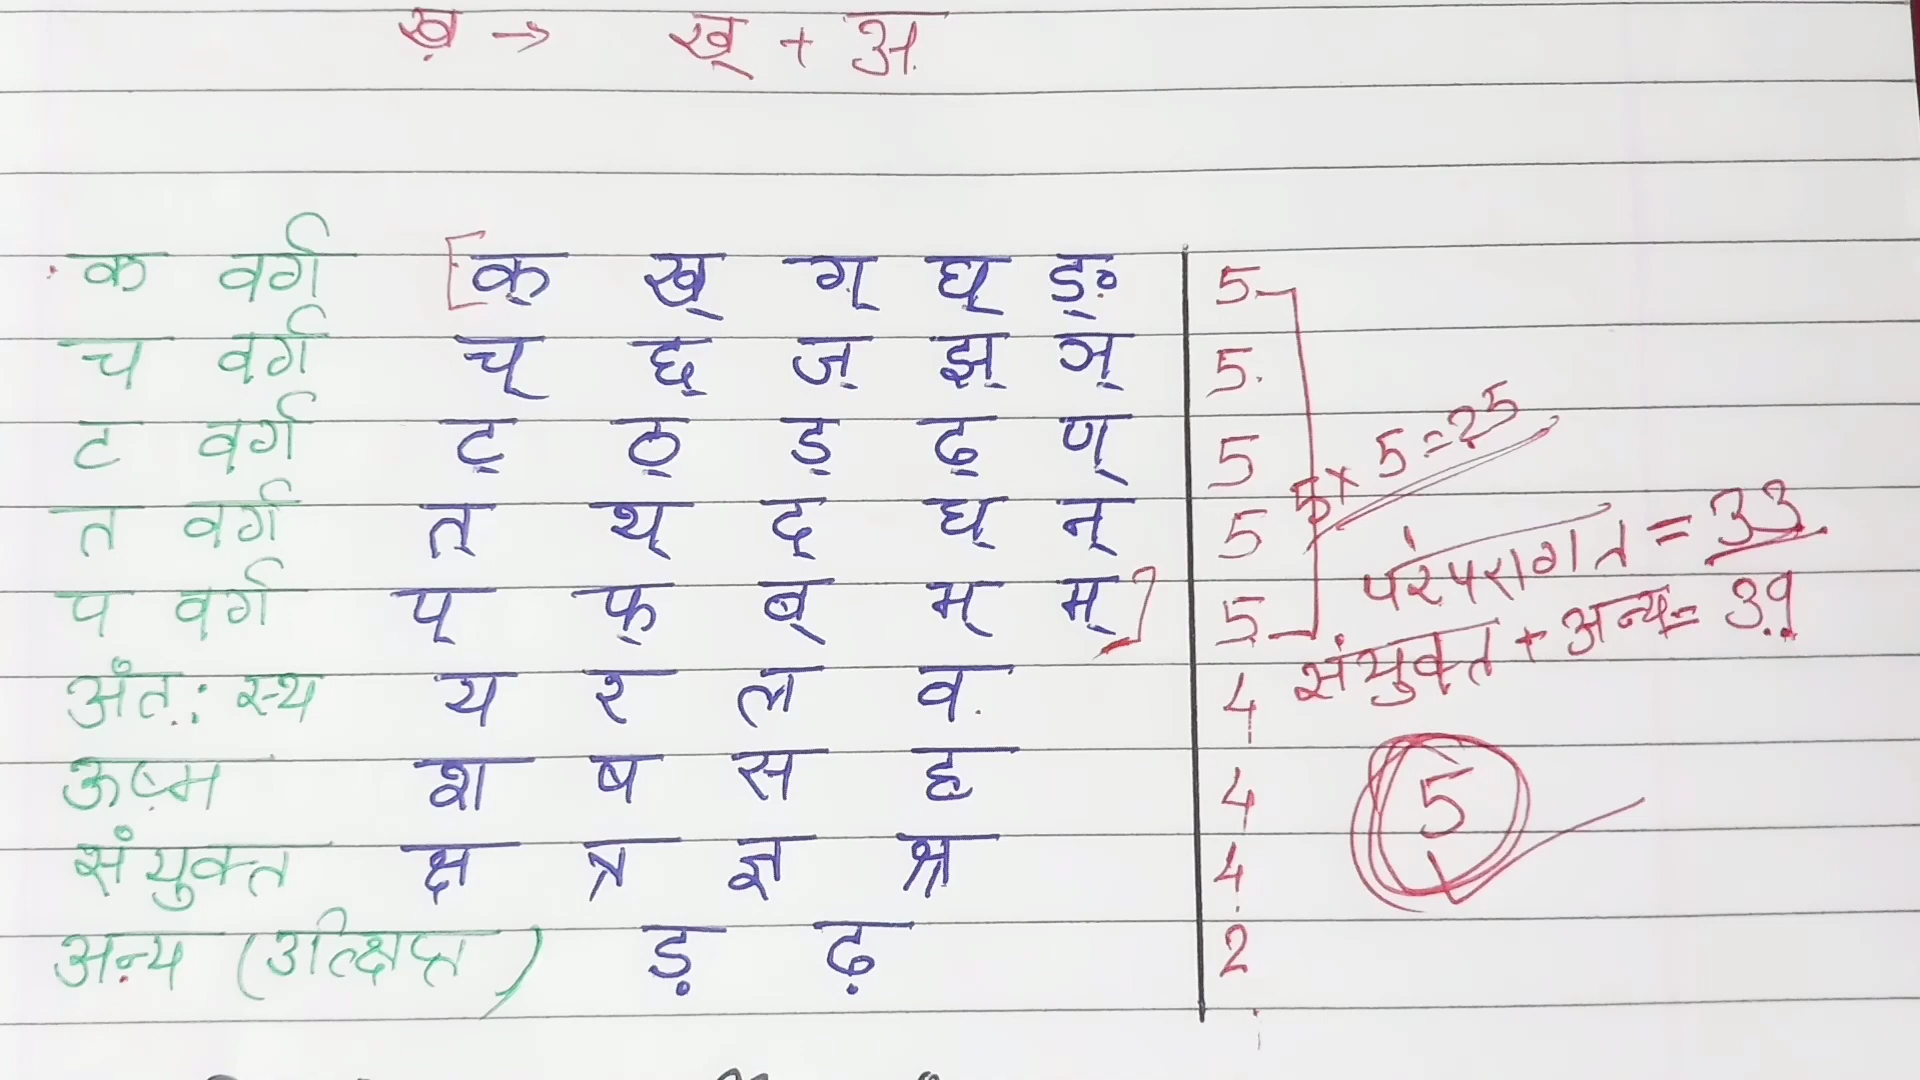 ख़ → ख़् + अ
क वर्ग [क् ख् ग् घ् ङ् 5
च वर्ग च् छ् ज् झ् ञ् 5
ट वर्ग ट् ठ् ड् ढ् ण् 5
5 × 5 = 25
त वर्ग त् थ् द् घ् न् 5
परंपरागत = 33
प वर्ग प् फ् ब् म् म्] 5
संयुक्त + अन्य = 39
अंत: स्थ य र ल व 4
ऊष्म श ष स ह 4
5
संयुक्त क्ष त्र ज्ञ श्र 4
अन्य (उत्क्षिप्त) ड़ ढ़ 2